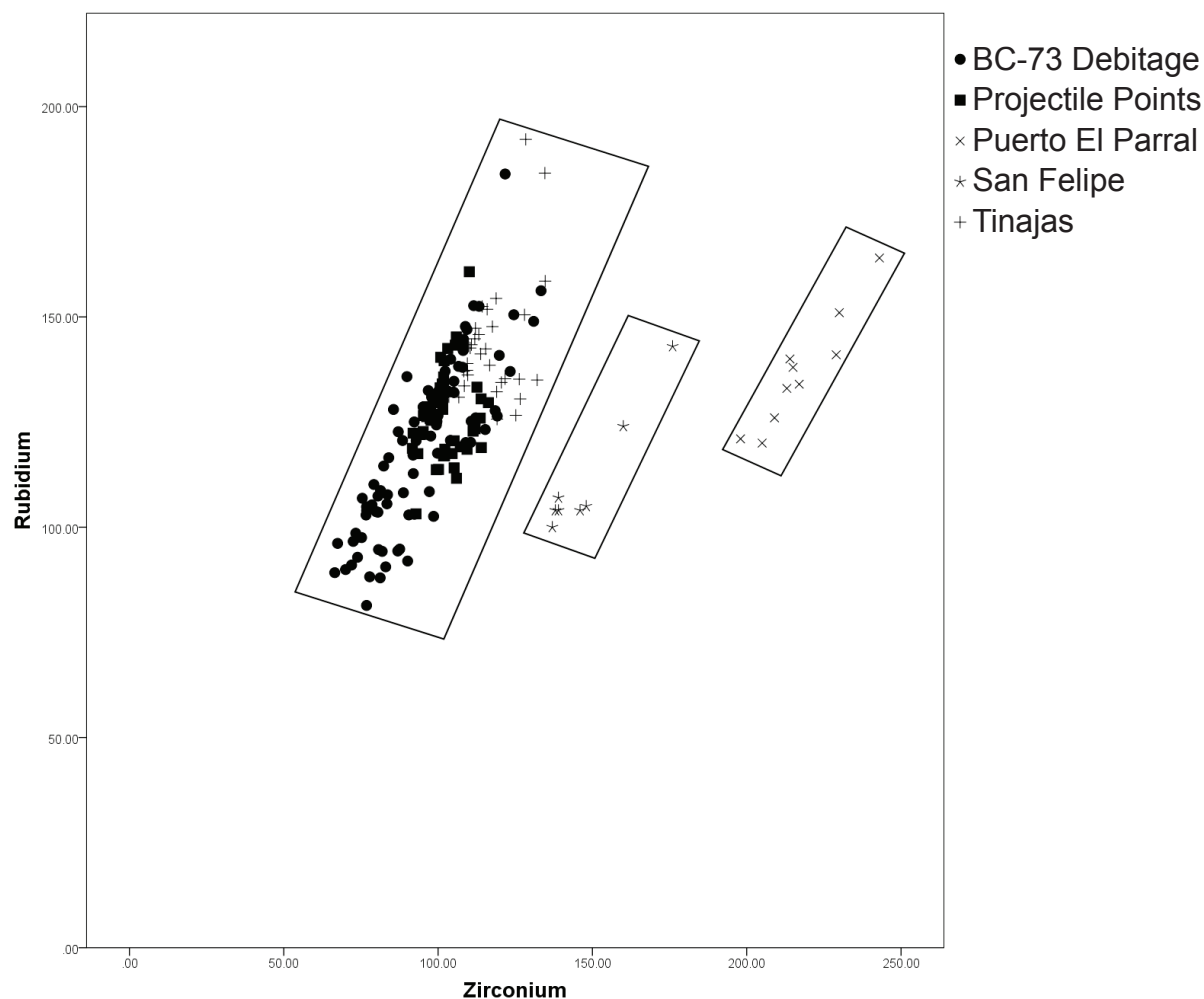 BC-73 Debitage
Projectile Points
Puerto El Parral
San Felipe
Tinajas
200.00
150.00
100.00
50.00
.00
Rubidium
.00
50.00
100.00
150.00
200.00
250.00
Zirconium